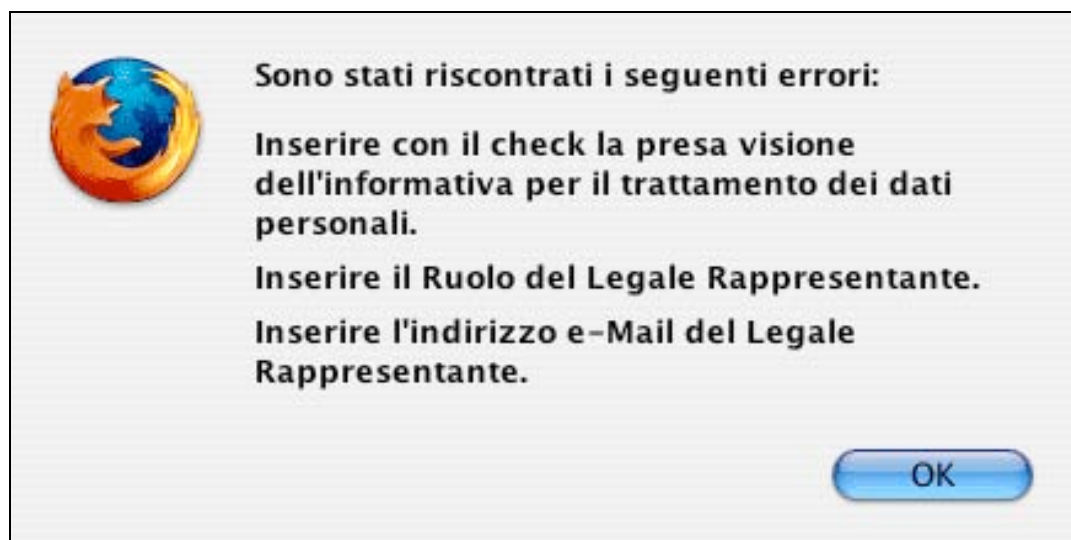 Sono stati riscontrati i seguenti errori:
Inserire con il check la presa visione
dell'informativa per il trattamento dei dati
personali.
Inserire il Ruolo del Legale Rappresentante.
Inserire l'indirizzo e-Mail del Legale
Rappresentante.
OK